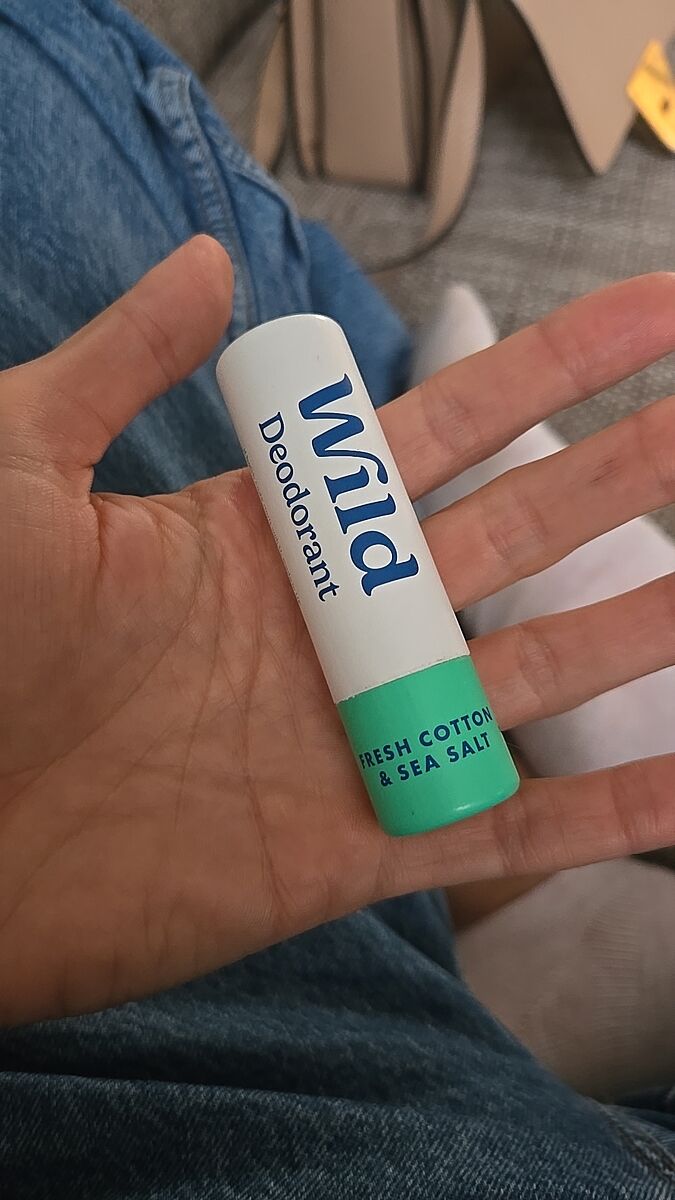 Wild
Deodorant
FRESH COTTON
& SEA SALT